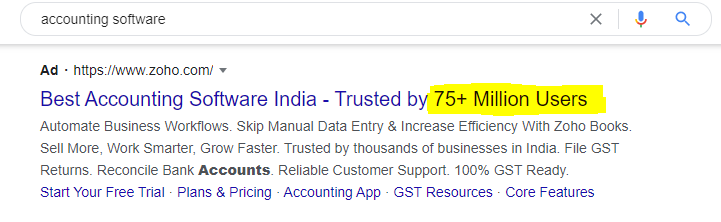 accounting software
Ad · https://www.zoho.com/
Best Accounting Software India - Trusted by 75+ Million Users
Automate Business Workflows. Skip Manual Data Entry & Increase Efficiency With Zoho Books.
Sell More, Work Smarter, Grow Faster. Trusted by thousands of businesses in India. File GST
Returns. Reconcile Bank Accounts. Reliable Customer Support. 100% GST Ready.
Start Your Free Trial · Plans & Pricing · Accounting App · GST Resources · Core Features